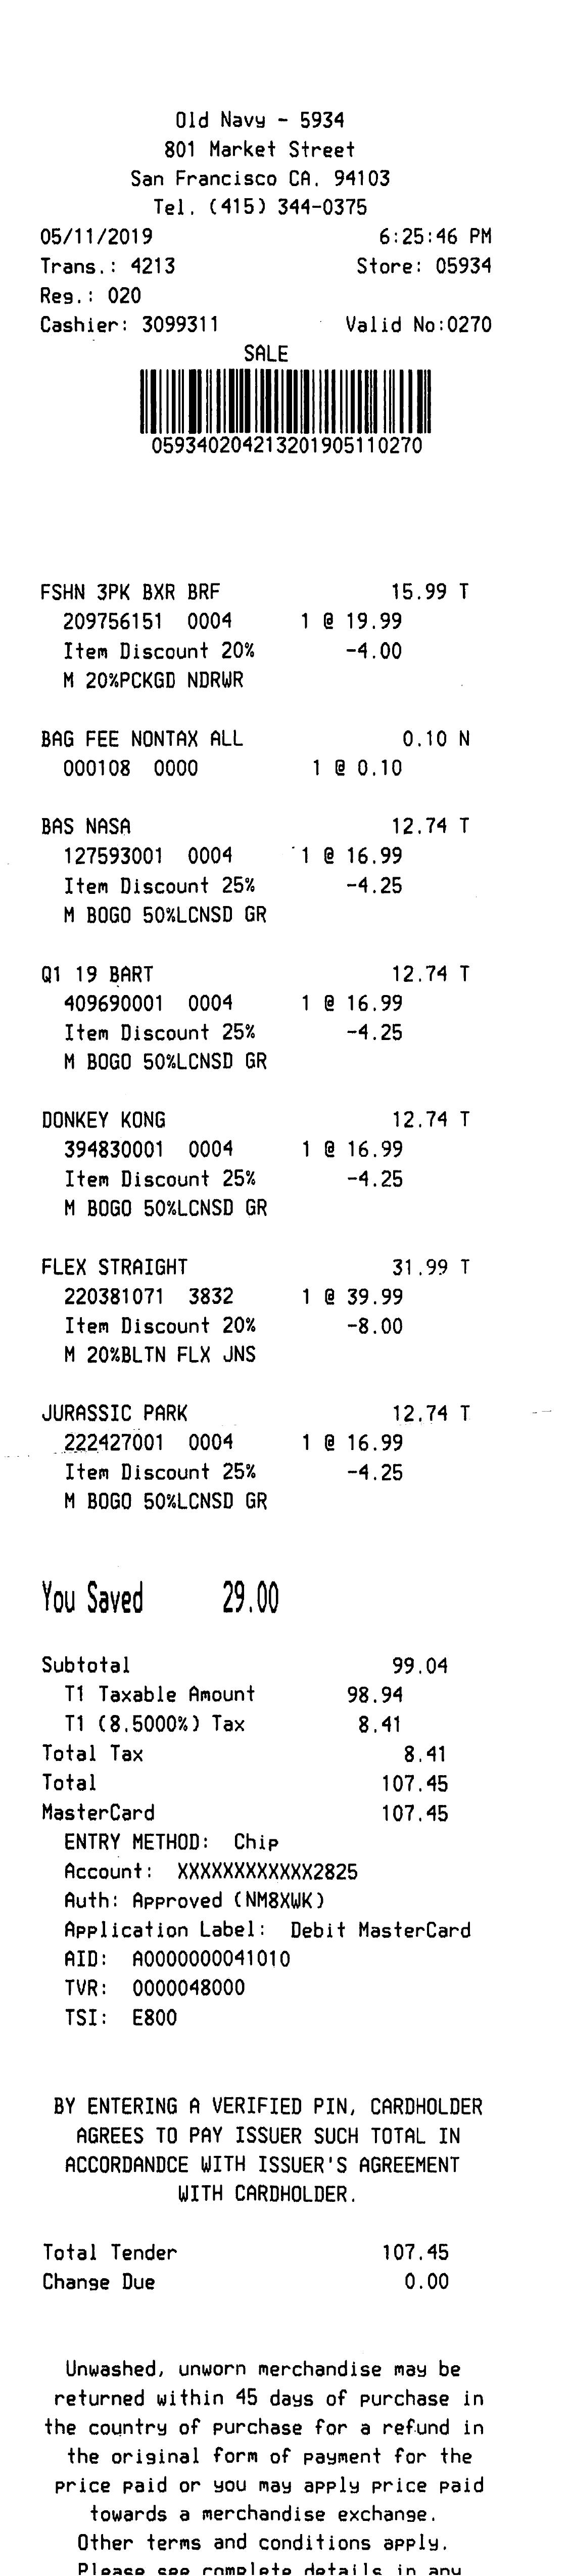 Old Navy - 5934
801 Market Street
San Francisco CA. 94103
Tel. (415) 344-0375
05/11/2019 6:25:46 PM
Trans.: 4213 Store: 05934
Reg.: 020
Cashier: 3099311 Valid No:0270
SALE
059340204213201905110270
FSHN 3PK BXR BRF 15.99 T
209756151 0004 1 @ 19.99
Item Discount 20% -4.00
M 20%PCKGD NDRWR
BAG FEE NONTAX ALL 0.10 N
000108 0000 1 @ 0.10
BAS NASA 12.74 T
127593001 0004 1 @ 16.99
Item Discount 25% -4.25
M BOGO 50%LCNSD GR
Q1 19 BART 12.74 T
409690001 0004 1 @ 16.99
Item Discount 25% -4.25
M BOGO 50%LCNSD GR
DONKEY KONG 12.74 T
394830001 0004 1 @ 16.99
Item Discount 25% -4.25
M BOGO 50%LCNSD GR
FLEX STRAIGHT 31.99 T
220381071 3832 1 @ 39.99
Item Discount 20% -8.00
M 20%BLTN FLX JNS
JURASSIC PARK 12.74 T
222427001 0004 1 @ 16.99
Item Discount 25% -4.25
M BOGO 50%LCNSD GR
You Saved 29.00
Subtotal 99.04
T1 Taxable Amount 98.94
T1 (8.5000%) Tax 8.41
Total Tax 8.41
Total 107.45
MasterCard 107.45
ENTRY METHOD: Chip
Account: XXXXXXXXXXXX2825
Auth: Approved (NM8XWK)
Application Label: Debit MasterCard
AID: A0000000041010
TVR: 0000048000
TSI: E800
BY ENTERING A VERIFIED PIN, CARDHOLDER
AGREES TO PAY ISSUER SUCH TOTAL IN
ACCORDANDCE WITH ISSUER'S AGREEMENT
WITH CARDHOLDER.
Total Tender 107.45
Change Due 0.00
Unwashed, unworn merchandise may be
returned within 45 days of purchase in
the country of purchase for a refund in
the original form of payment for the
price paid or you may apply price paid
towards a merchandise exchange.
Other terms and conditions apply.
Please see complete details in any